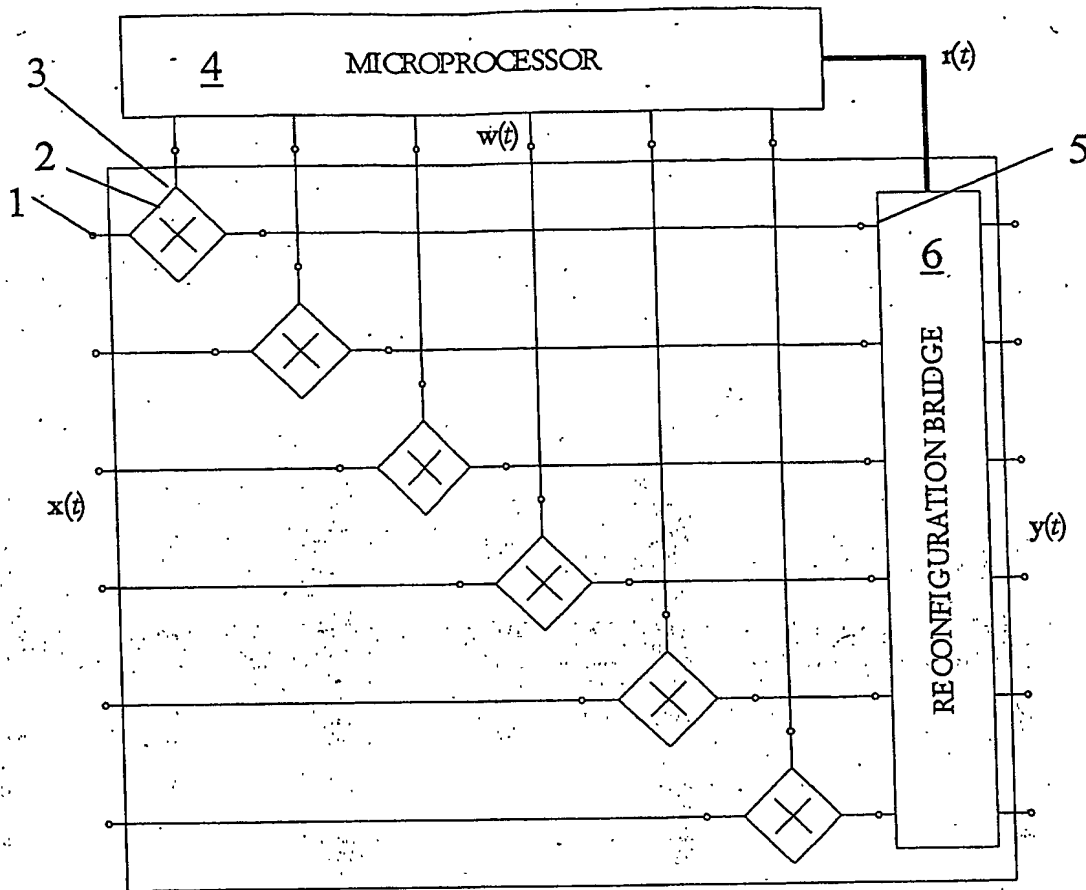 4 MICROPROCESSOR
r(t)
3
w(t)
2
5
1
6
RECONFIGURATION BRIDGE
x(t)
y(t)